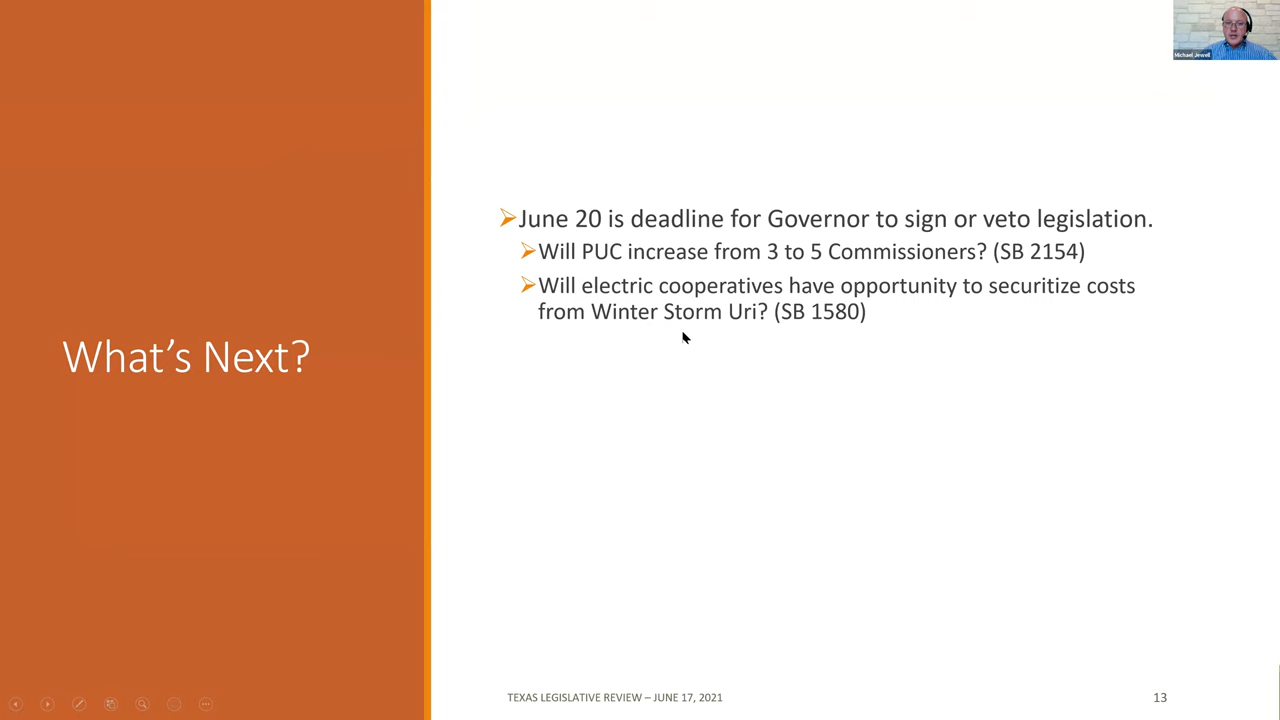 Michael Jewell
June 20 is deadline for Governor to sign or veto legislation.
Will PUC increase from 3 to 5 Commissioners? (SB 2154)
Will electric cooperatives have opportunity to securitize costs
from Winter Storm Uri? (SB 1580)
What's Next?
TEXAS LEGISLATIVE REVIEW – JUNE 17, 2021
13